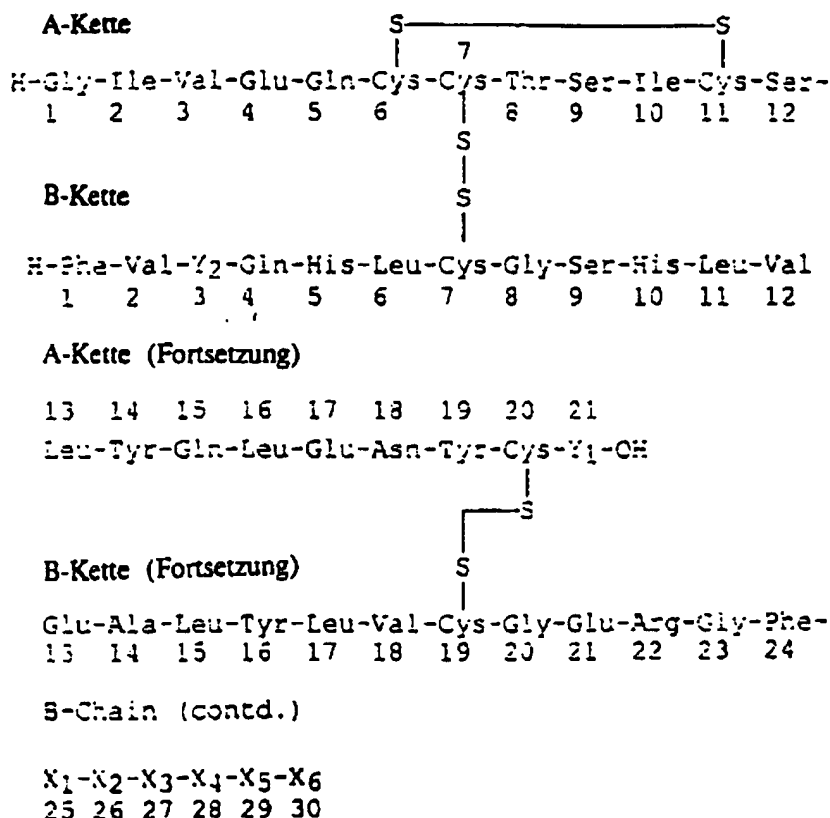 A-Kette S S
7
H-Gly-Ile-Val-Glu-Gln-Cys-Cys-Thr-Ser-Ile-Cys-Ser-
1 2 3 4 5 6 8 9 10 11 12
S
B-Kette S
H-Phe-Val-Y2-Gln-His-Leu-Cys-Gly-Ser-His-Leu-Val
1 2 3 4 5 6 7 8 9 10 11 12
A-Kette (Fortsetzung)
13 14 15 16 17 18 19 20 21
Leu-Tyr-Gln-Leu-Glu-Asn-Tyr-Cys-Y1-OH
S
B-Kette (Fortsetzung) S
Glu-Ala-Leu-Tyr-Leu-Val-Cys-Gly-Glu-Arg-Gly-Phe-
13 14 15 16 17 18 19 20 21 22 23 24
B-Chain (contd.)
X1-X2-X3-X4-X5-X6
25 26 27 28 29 30